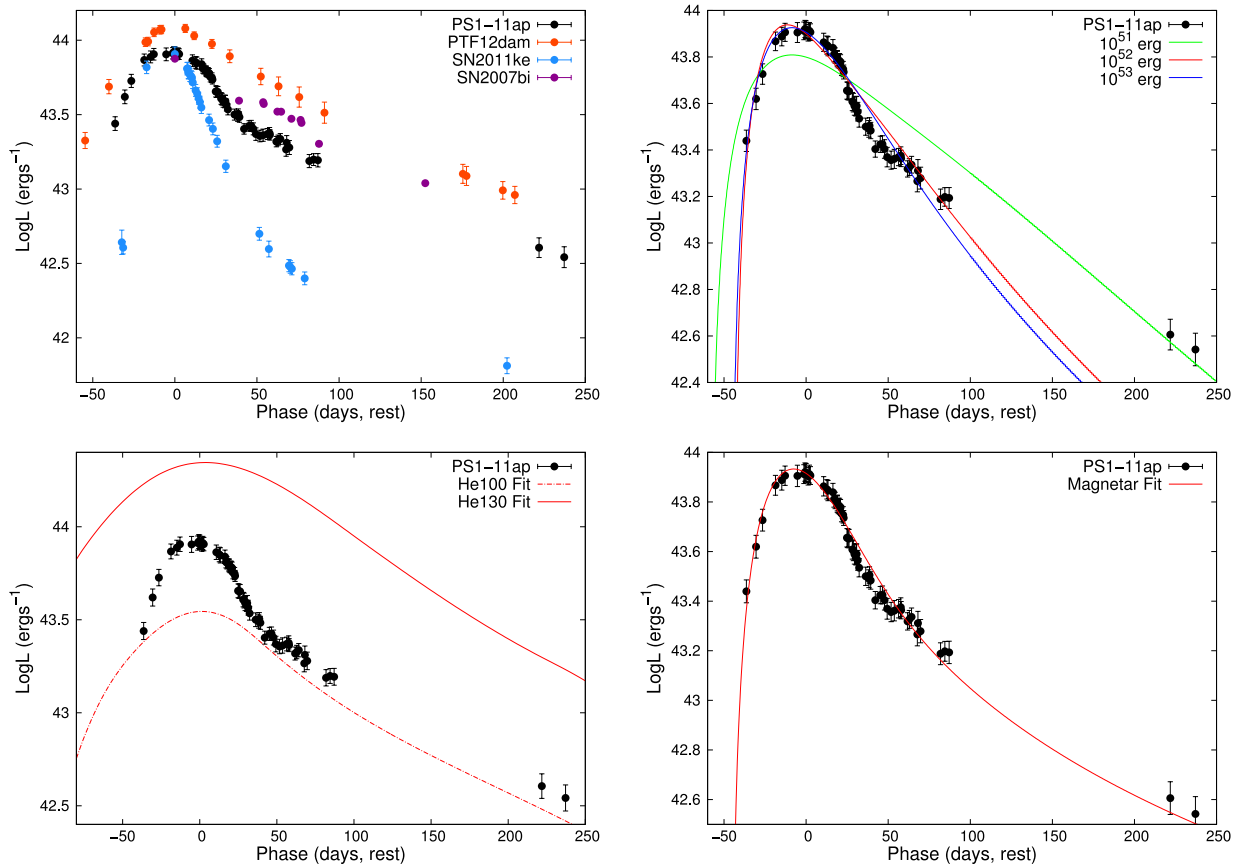 PS1-11ap
PTF12dam
SN2011ke
SN2007bi
44
43.5
43
42.5
42
LogL (ergs⁻¹)
-50 0 50 100 150 200 250
Phase (days, rest)
PS1-11ap
10⁵¹ erg
10⁵² erg
10⁵³ erg
44
43.8
43.6
43.4
43.2
43
42.8
42.6
42.4
LogL (ergs⁻¹)
-50 0 50 100 150 200 250
Phase (days, rest)
PS1-11ap
He100 Fit
He130 Fit
44
43.5
43
42.5
LogL (ergs⁻¹)
-50 0 50 100 150 200 250
Phase (days, rest)
PS1-11ap
Magnetar Fit
44
43.8
43.6
43.4
43.2
43
42.8
42.6
LogL (ergs⁻¹)
-50 0 50 100 150 200 250
Phase (days, rest)